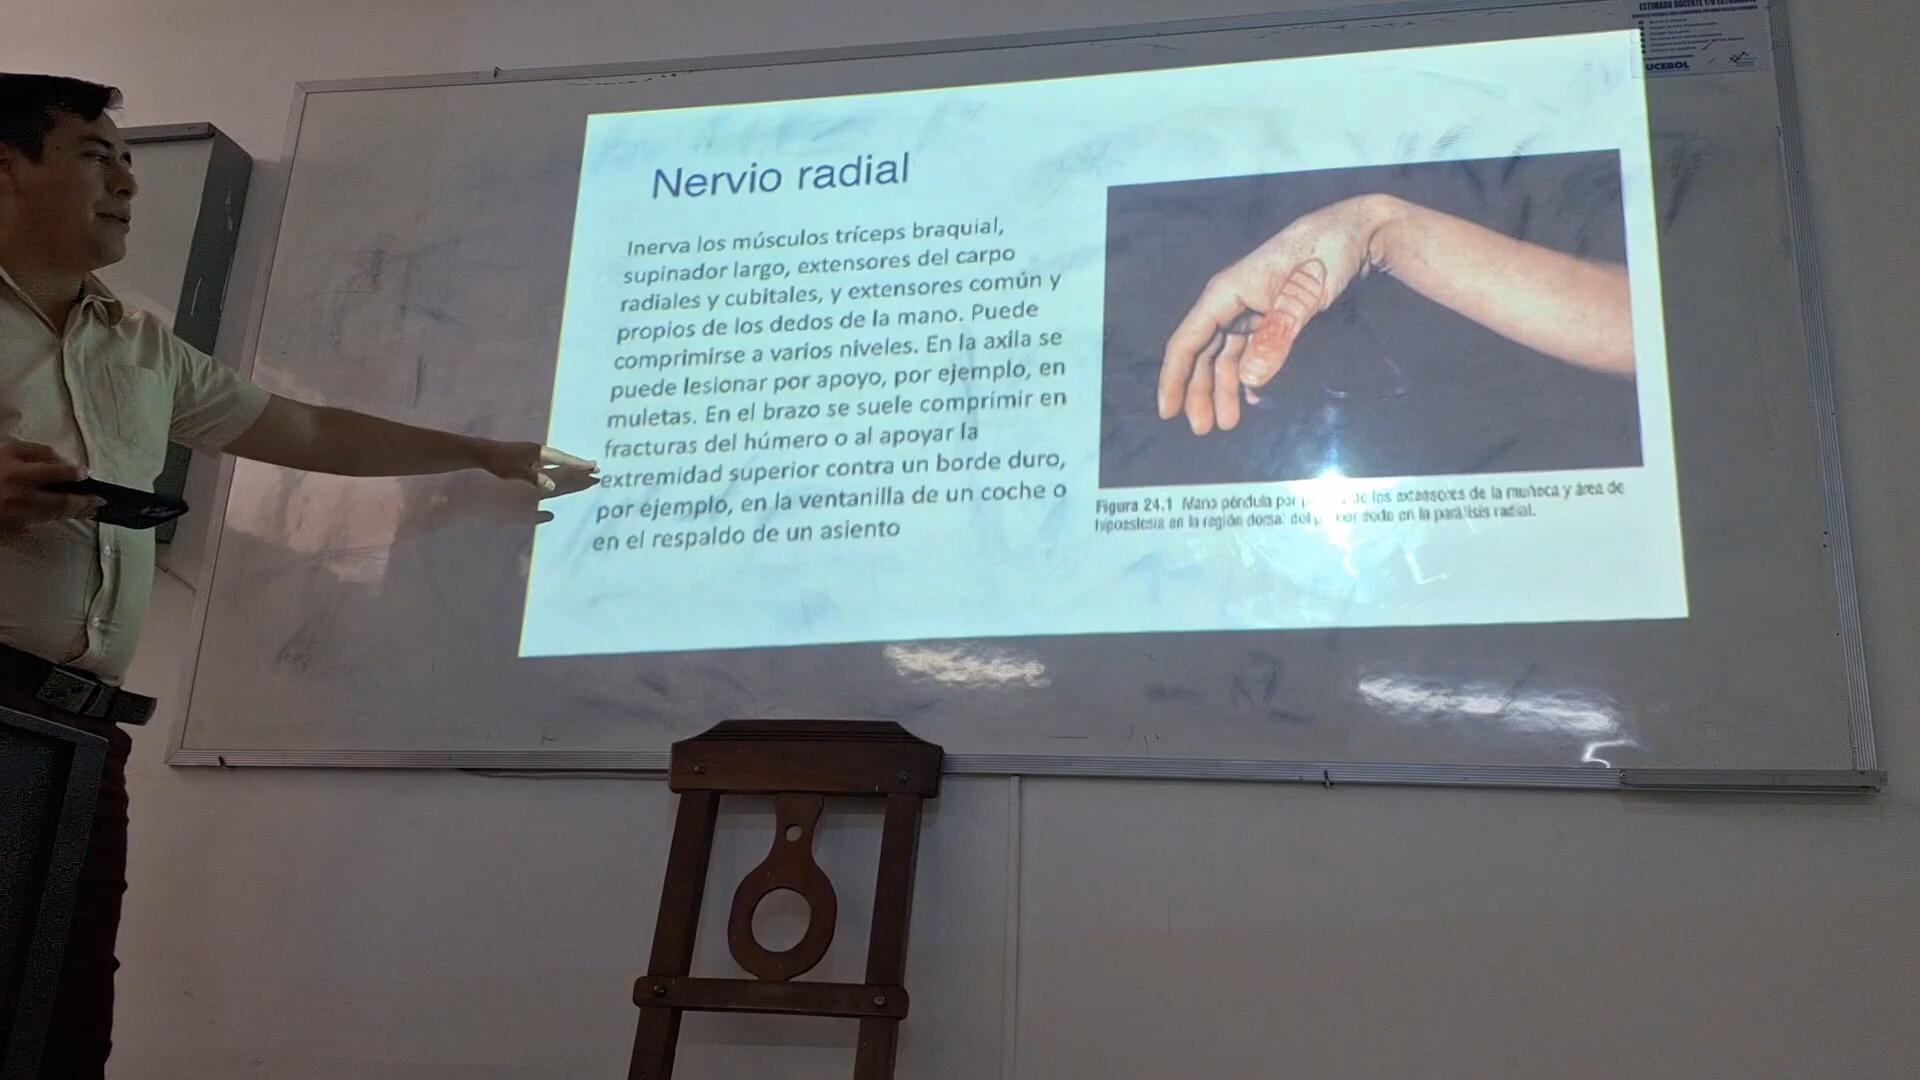 ESTIMADO DOCENTE Y/O ESTUDIANTE
UCEBOL
Nervio radial
Inerva los músculos tríceps braquial,
supinador largo, extensores del carpo
radiales y cubitales, y extensores común y
propios de los dedos de la mano. Puede
comprimirse a varios niveles. En la axila se
puede lesionar por apoyo, por ejemplo, en
muletas. En el brazo se suele comprimir en
fracturas del húmero o al apoyar la
extremidad superior contra un borde duro,
por ejemplo, en la ventanilla de un coche o
en el respaldo de un asiento
Figura 24.1 Mano péndula por de los extensores de la muñeca y área de
hipoestesia en la región dorsal del dedo en la parálisis radial.